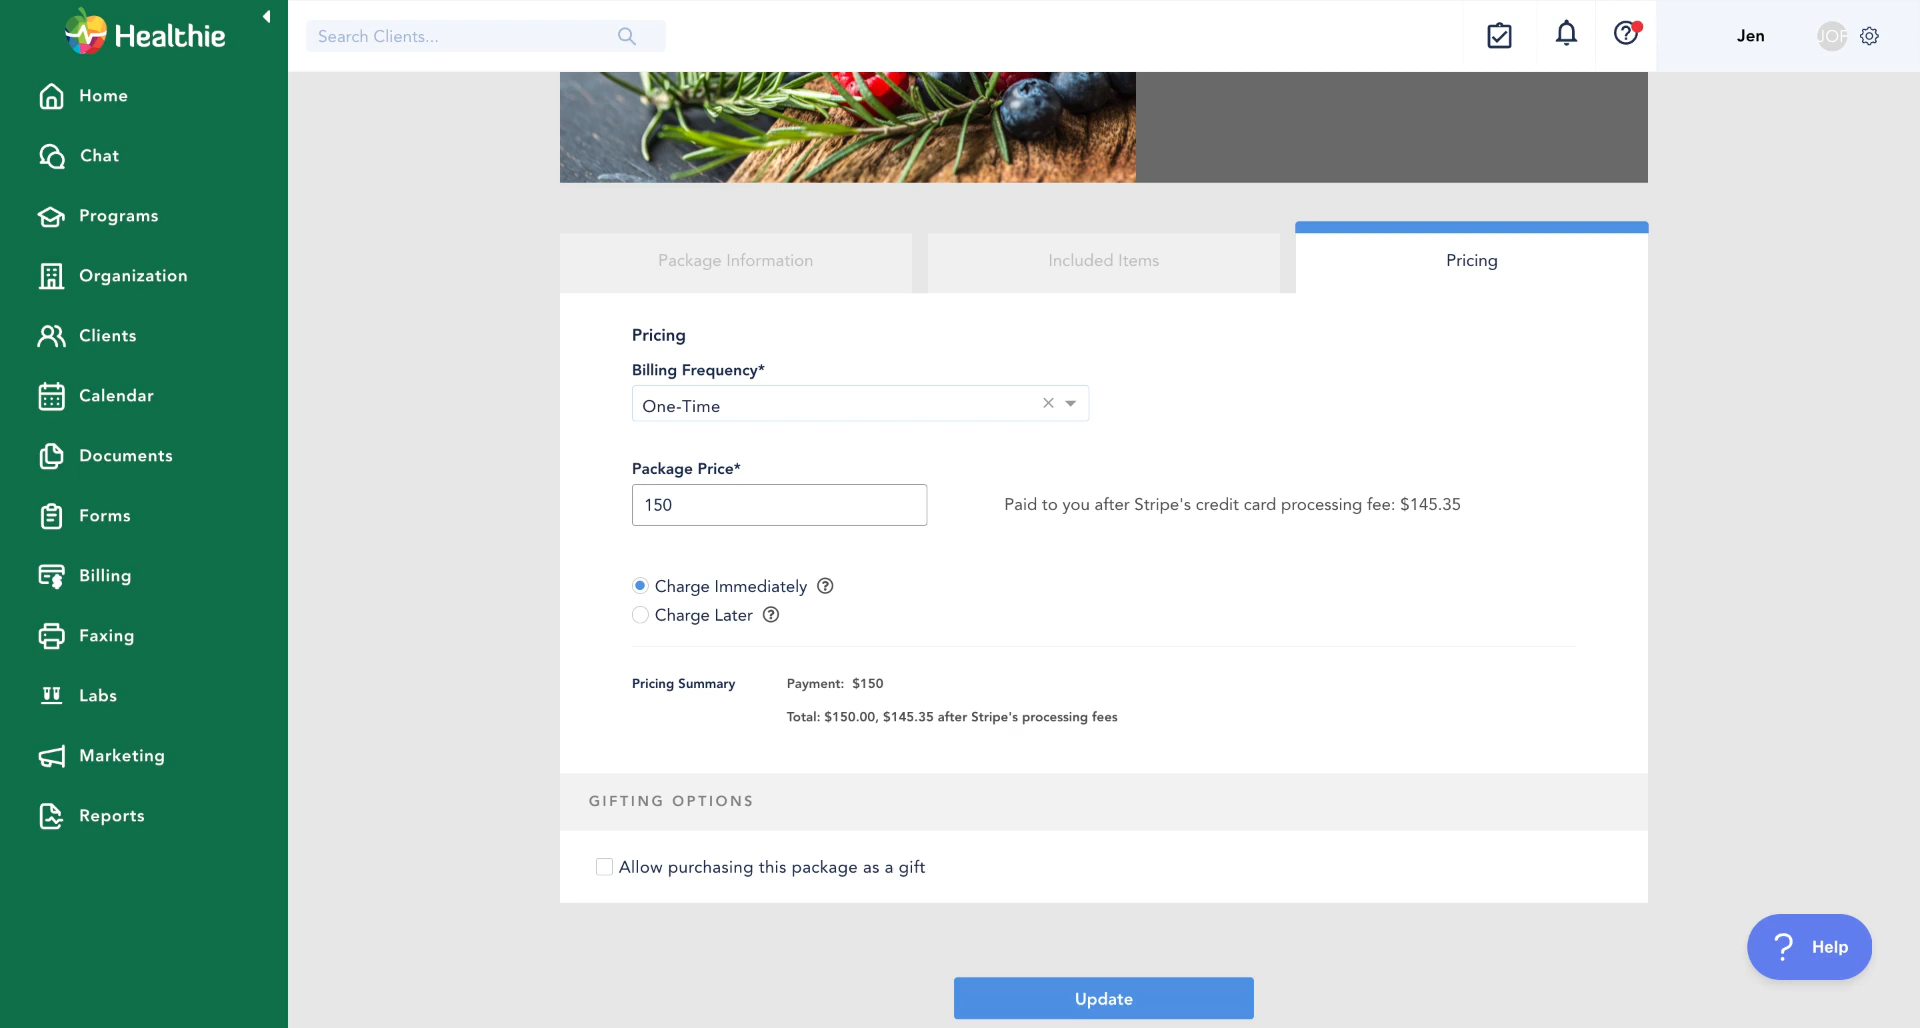 Healthie
Search Clients...
Jen
JOF
Home
Chat
Programs
Organization
Clients
Calendar
Documents
Forms
Billing
Faxing
Labs
Marketing
Reports
Package Information
Included Items
Pricing
Pricing
Billing Frequency*
One-Time
Package Price*
150
Paid to you after Stripe's credit card processing fee: $145.35
Charge Immediately
Charge Later
Pricing Summary
Payment: $150
Total: $150.00, $145.35 after Stripe's processing fees
GIFTING OPTIONS
Allow purchasing this package as a gift
? Help
Update